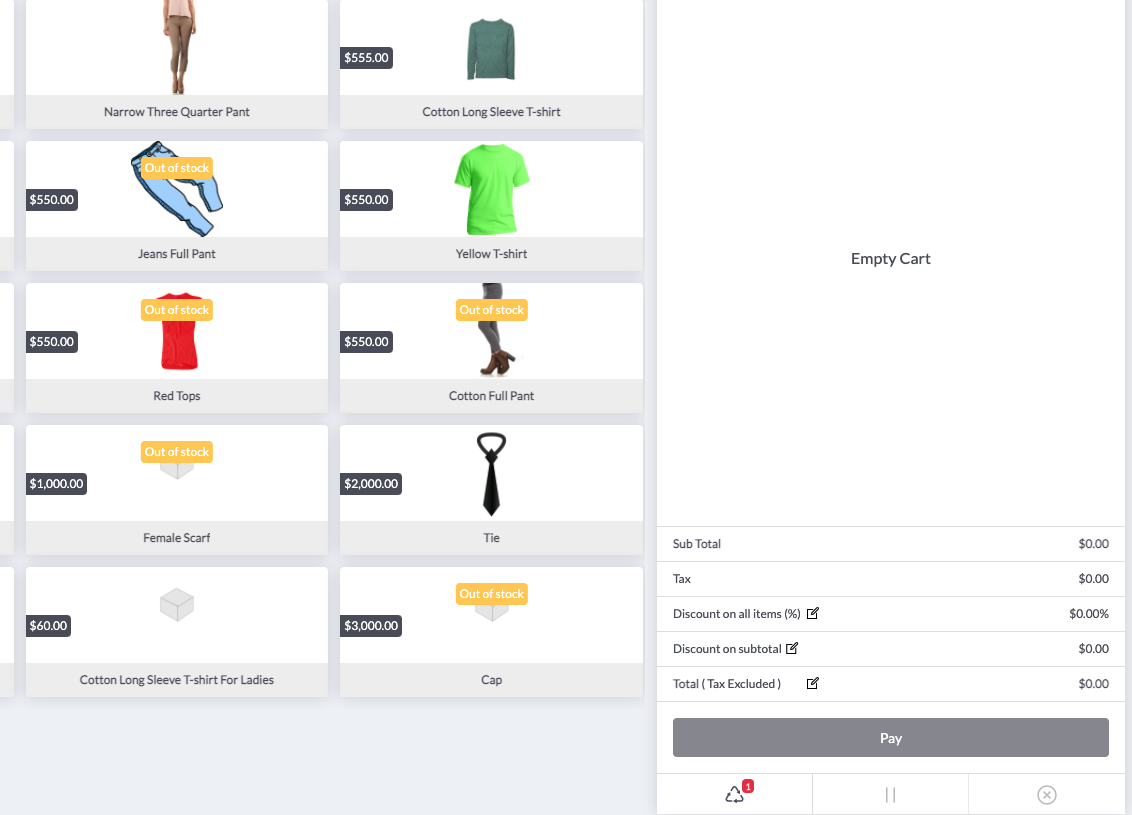 Narrow Three Quarter Pant
$555.00
Cotton Long Sleeve T-shirt
Out of stock
$550.00
Jeans Full Pant
$550.00
Yellow T-shirt
Out of stock
$550.00
Red Tops
Out of stock
$550.00
Cotton Full Pant
Out of stock
$1,000.00
Female Scarf
$2,000.00
Tie
$60.00
Cotton Long Sleeve T-shirt For Ladies
Out of stock
$3,000.00
Cap
Empty Cart
Sub Total $0.00
Tax $0.00
Discount on all items (%) $0.00%
Discount on subtotal $0.00
Total ( Tax Excluded ) $0.00
Pay
1